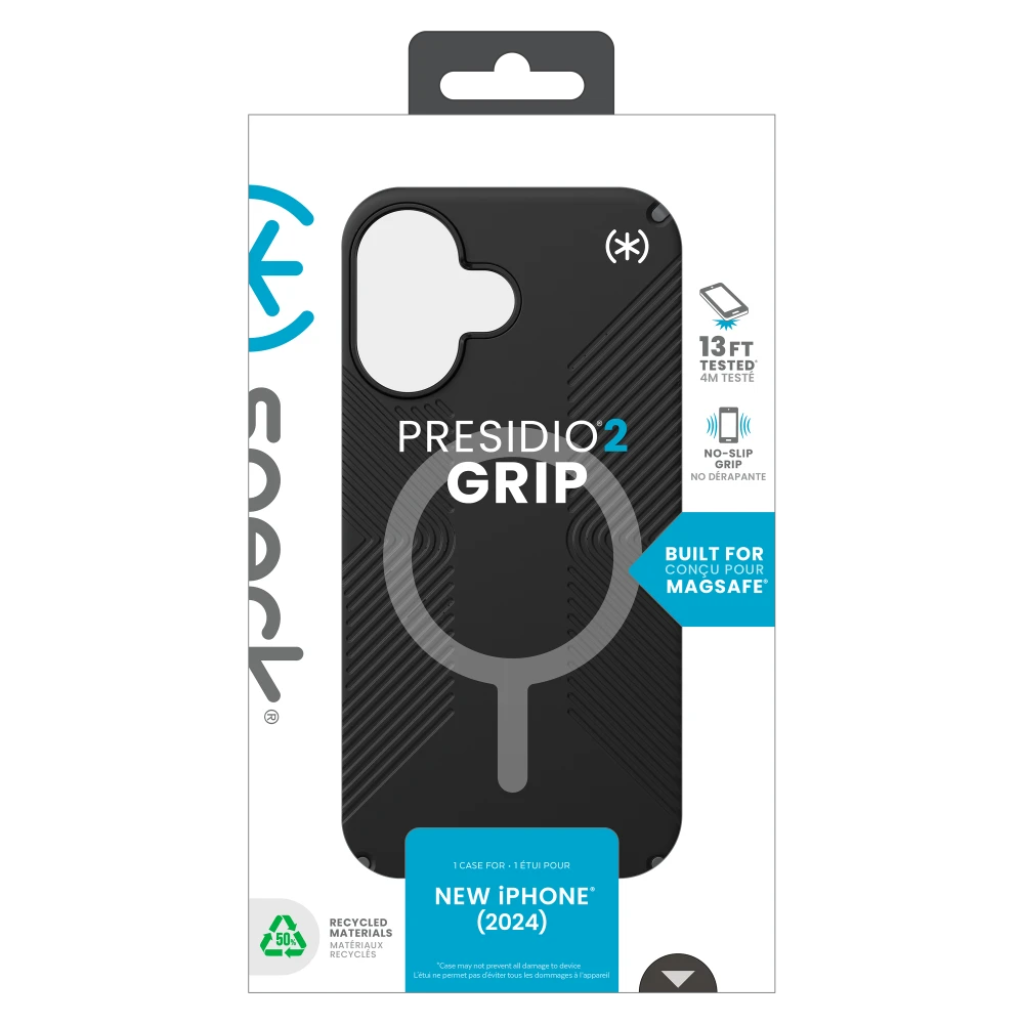 speck®
PRESIDIO®2
GRIP
13FT
TESTED*
4M TESTÉ
NO-SLIP
GRIP
NO DÉRAPANTE
BUILT FOR
CONÇU POUR
MAGSAFE®
1 CASE FOR • 1 ÉTUI POUR
NEW iPHONE®
(2024)
*Case may not prevent all damage to device
L'étui ne permet pas d'éviter tous les dommages à l'appareil
50%
RECYCLED
MATERIALS
MATÉRIAUX
RECYCLÉS